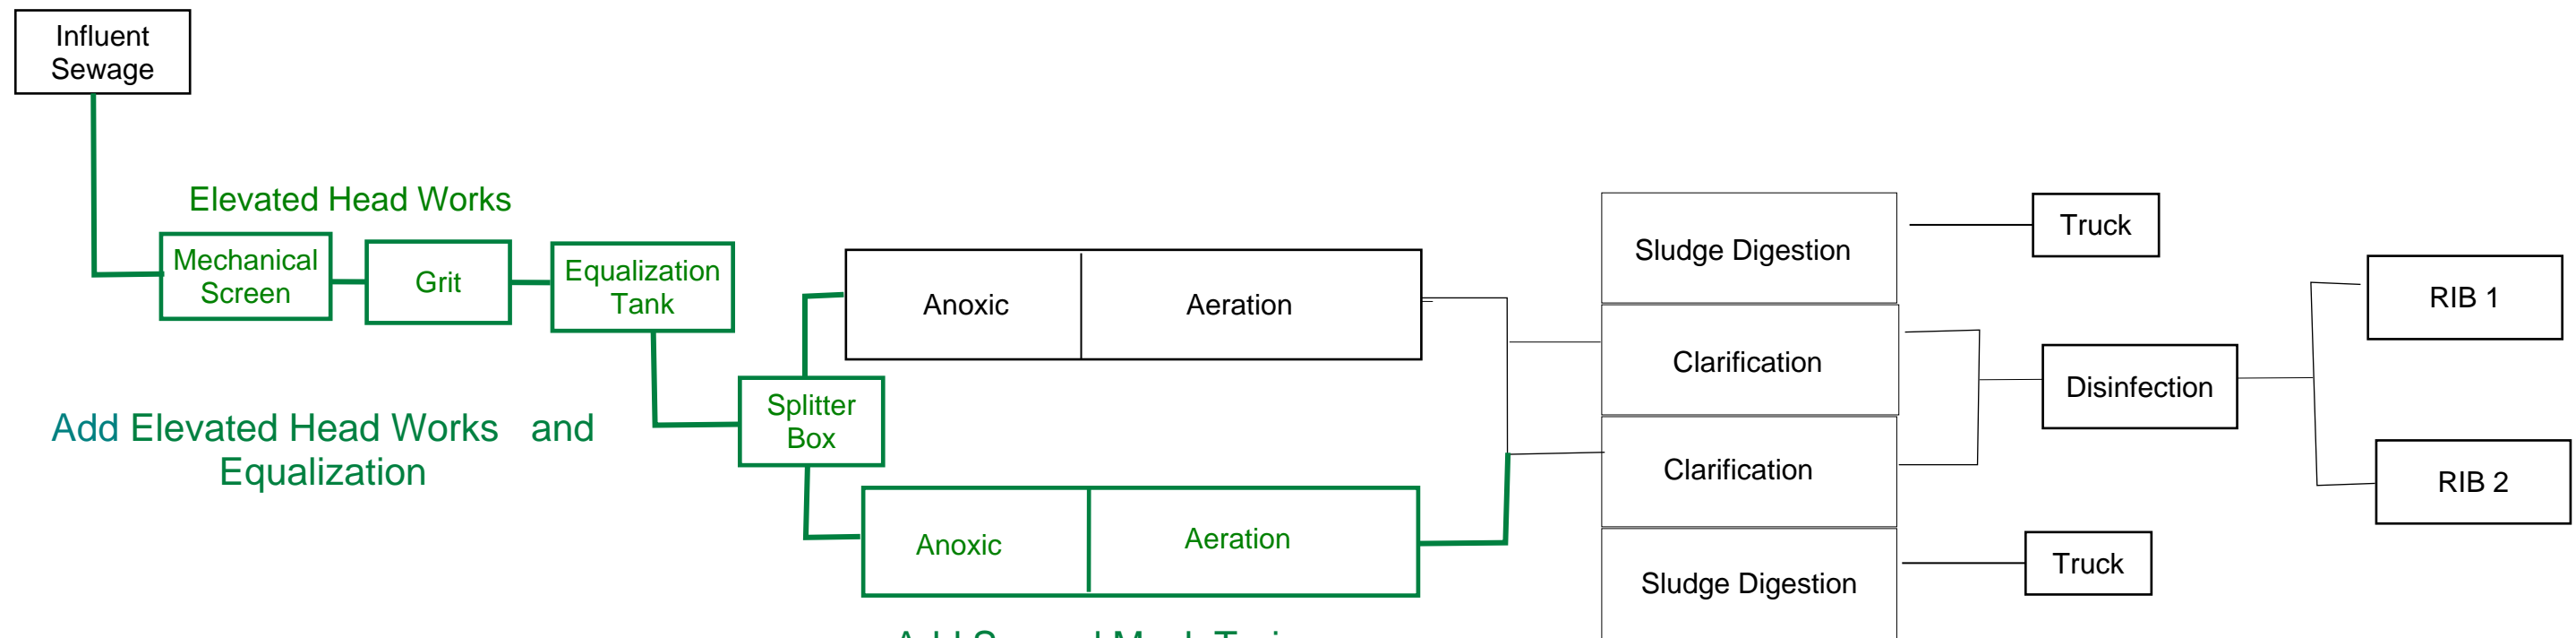 Influent
Sewage
Elevated Head Works
Mechanical
Screen
Grit
Equalization
Tank
Anoxic
Aeration
Sludge Digestion
Truck
Clarification
RIB 1
Disinfection
Splitter
Box
Add Elevated Head Works and
Equalization
Clarification
RIB 2
Anoxic
Aeration
Sludge Digestion
Truck